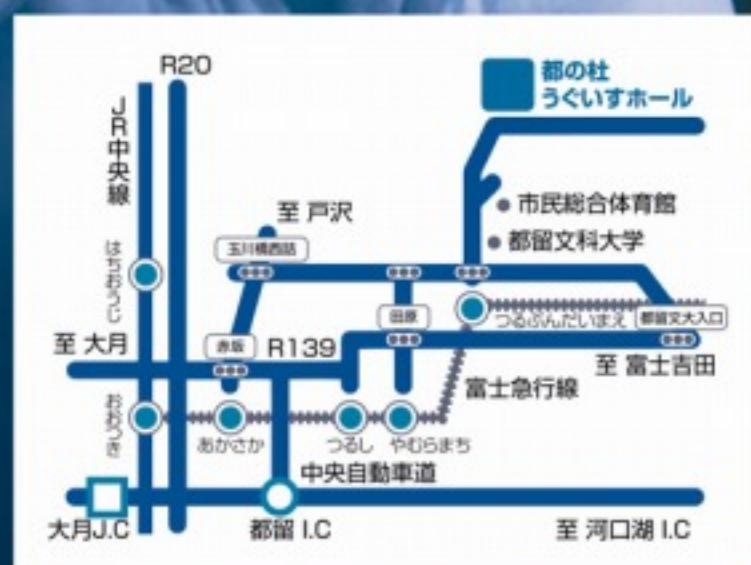 R20
都の杜
うぐいすホール
JR中央線
市民総合体育館
至 戸沢
都留文科大学
玉川橋西詰
はちおうじ
つるぶんだいまえ
都留文大入口
田原
至 大月
赤坂
R139
至 富士吉田
富士急行線
おおつき
あかさか
つるし
やむらまち
中央自動車道
大月J.C
都留 I.C
至 河口湖 I.C